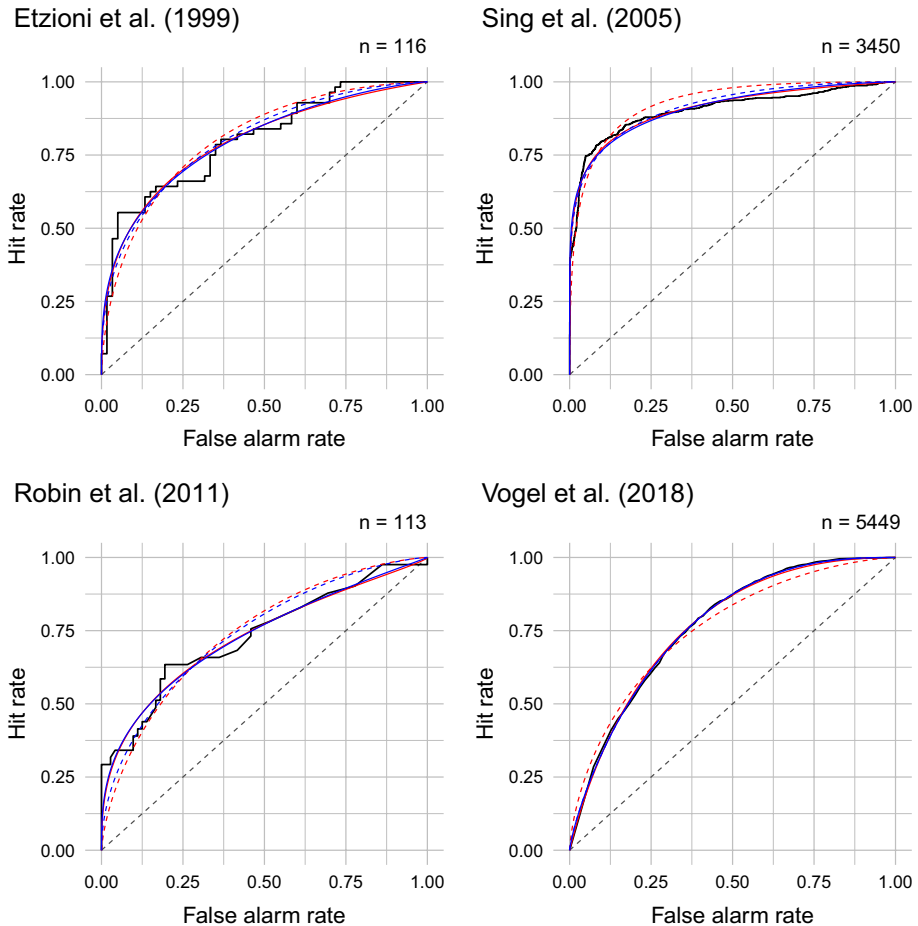 Etzioni et al. (1999)
n = 116
1.00
0.75
0.50
0.25
0.00
Hit rate
0.00 0.25 0.50 0.75 1.00
False alarm rate
Sing et al. (2005)
n = 3450
1.00
0.75
0.50
0.25
0.00
Hit rate
0.00 0.25 0.50 0.75 1.00
False alarm rate
Robin et al. (2011)
n = 113
1.00
0.75
0.50
0.25
0.00
Hit rate
0.00 0.25 0.50 0.75 1.00
False alarm rate
Vogel et al. (2018)
n = 5449
1.00
0.75
0.50
0.25
0.00
Hit rate
0.00 0.25 0.50 0.75 1.00
False alarm rate